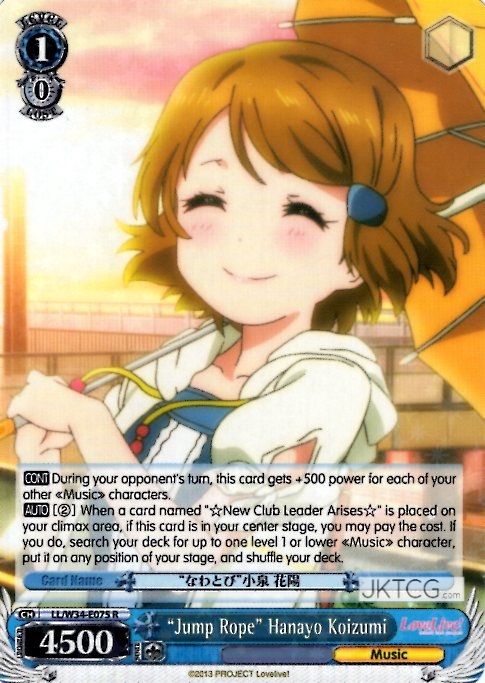 LEVEL
1
0
COST
CONT During your opponent's turn, this card gets +500 power for each of your
other «Music» characters.
AUTO [②] When a card named "☆New Club Leader Arises☆" is placed on
your climax area, if this card is in your center stage, you may pay the cost. If
you do, search your deck for up to one level 1 or lower «Music» character,
put it on any position of your stage, and shuffle your deck.
Card Name
"なわとび"小泉 花陽
JKTCG.com
CH LL/W34-E075 R
4500
"Jump Rope" Hanayo Koizumi
LoveLive!
Music
©2013 PROJECT Lovelive!